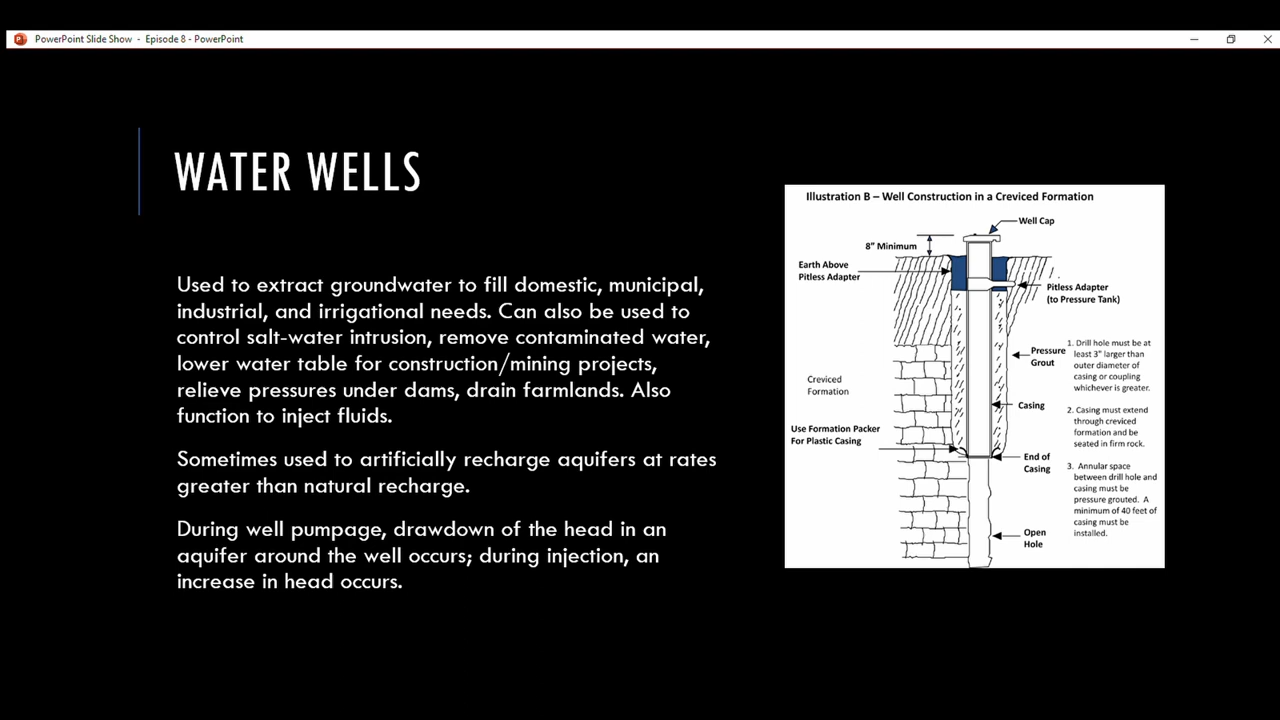 PowerPoint Slide Show - Episode 8 - PowerPoint
WATER WELLS
Used to extract groundwater to fill domestic, municipal,
industrial, and irrigational needs. Can also be used to
control salt-water intrusion, remove contaminated water,
lower water table for construction/mining projects,
relieve pressures under dams, drain farmlands. Also
function to inject fluids.
Sometimes used to artificially recharge aquifers at rates
greater than natural recharge.
During well pumpage, drawdown of the head in an
aquifer around the well occurs; during injection, an
increase in head occurs.
Illustration B – Well Construction in a Creviced Formation
Well Cap
8" Minimum
Earth Above
Pitless Adapter
Pitless Adapter
(to Pressure Tank)
Pressure
Grout
Creviced
Formation
Casing
Use Formation Packer
For Plastic Casing
End of
Casing
Open
Hole
1. Drill hole must be at
least 3" larger than
outer diameter of
casing or coupling
whichever is greater.
2. Casing must extend
through creviced
formation and be
seated in firm rock.
3. Annular space
between drill hole and
casing must be
pressure grouted. A
minimum of 40 feet of
casing must be
installed.